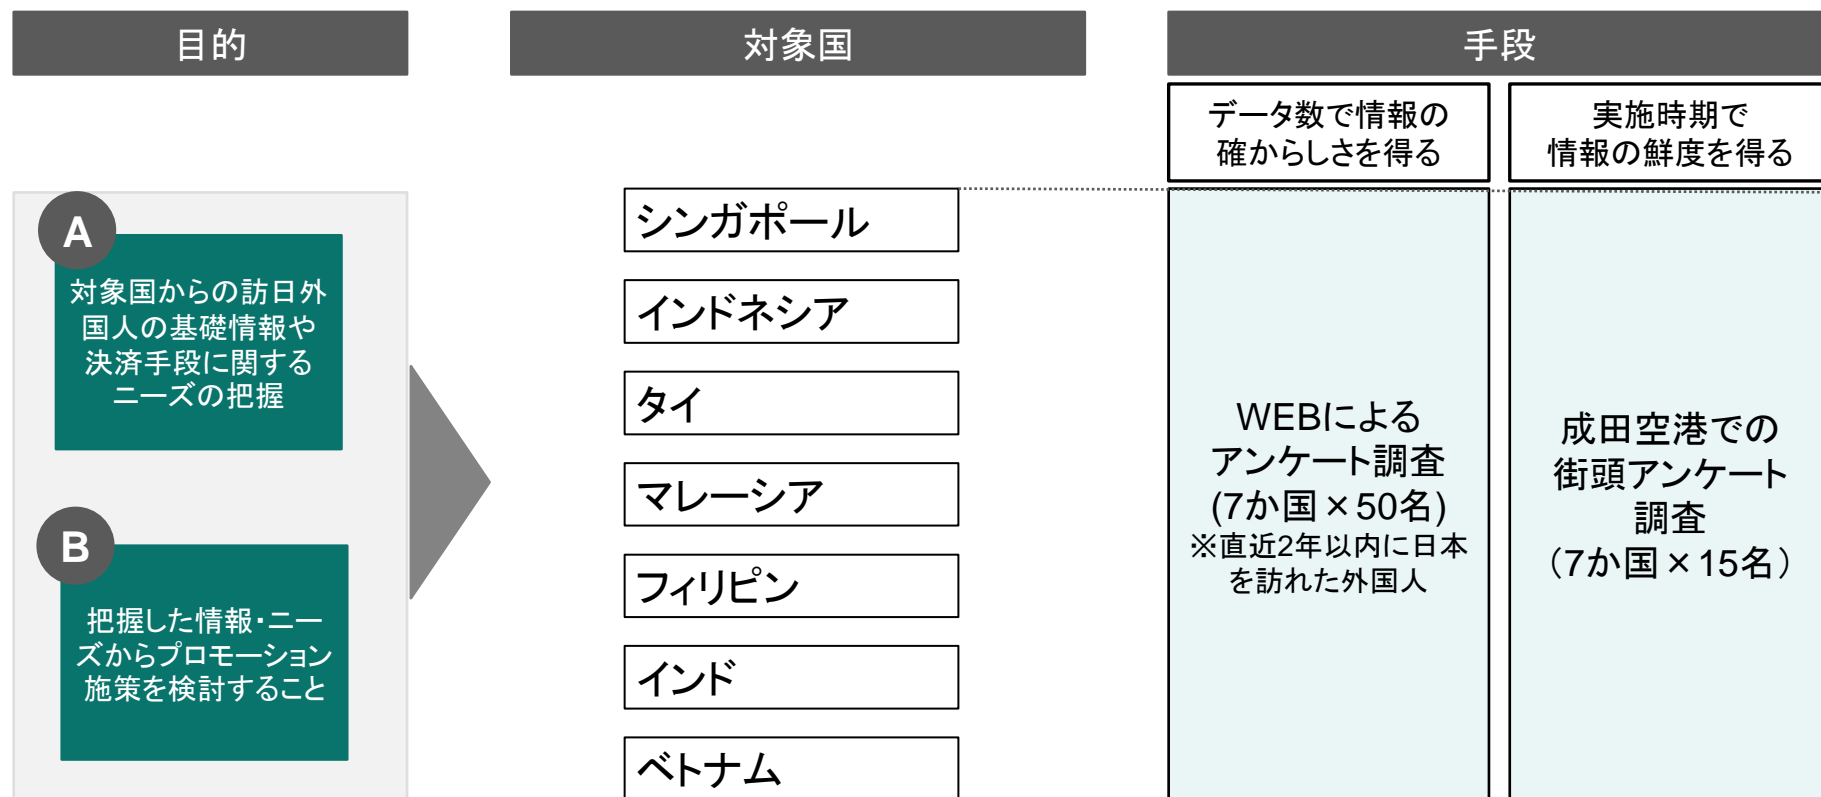 目的
対象国
手段
データ数で情報の
確からしさを得る
実施時期で
情報の鮮度を得る
A
対象国からの訪日外
国人の基礎情報や
決済手段に関する
ニーズの把握
B
把握した情報・ニー
ズからプロモーション
施策を検討すること
シンガポール
インドネシア
タイ
マレーシア
フィリピン
インド
ベトナム
WEBによる
アンケート調査
(7か国×50名)
※直近2年以内に日本
を訪れた外国人
成田空港での
街頭アンケート
調査
（7か国×15名）